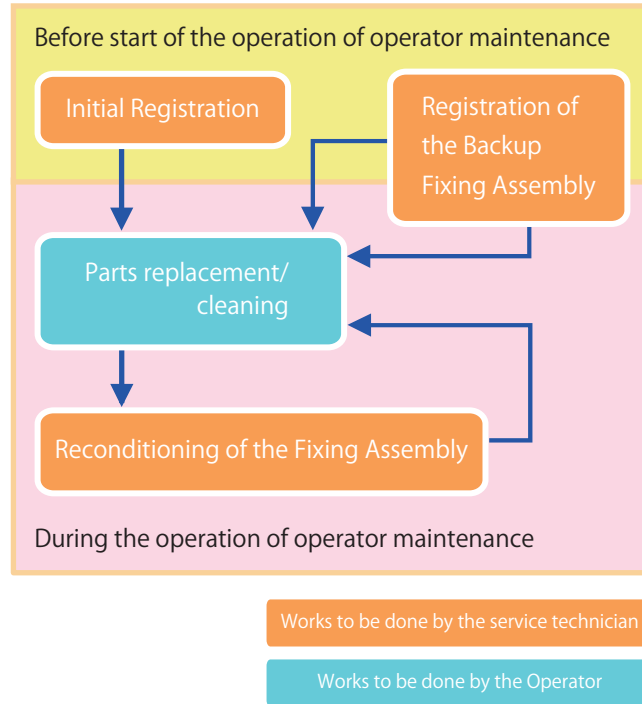 Before start of the operation of operator maintenance
Initial Registration
Registration of
the Backup
Fixing Assembly
Parts replacement/
cleaning
Reconditioning of the Fixing Assembly
During the operation of operator maintenance
Works to be done by the service technician
Works to be done by the Operator